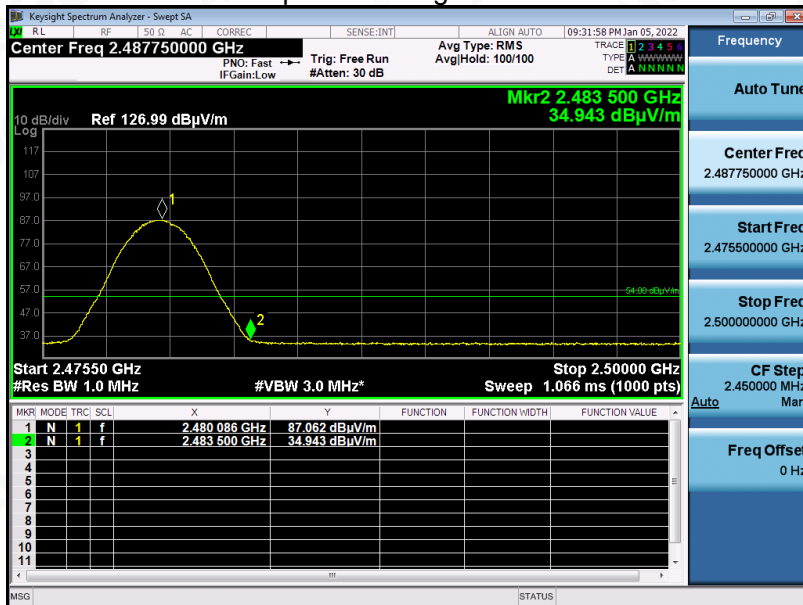 Keysight Spectrum Analyzer - Swept SA
RL RF 50 Ω AC CORREC SENSE:INT ALIGN AUTO 09:31:58 PM Jan 05, 2022
Center Freq 2.487750000 GHz
PNO: Fast
IFGain:Low
Trig: Free Run
#Atten: 30 dB
Avg Type: RMS
Avg|Hold: 100/100
TRACE 1 2 3 4 5 6
TYPE A WWWWW
DET A N N N N N
Mkr2 2.483 500 GHz
34.943 dBµV/m
10 dB/div Ref 126.99 dBµV/m
Log
117
107
97.0
87.0
77.0
67.0
57.0
47.0
37.0
1
2
54.00 dBµV/m
Start 2.47550 GHz Stop 2.50000 GHz
#Res BW 1.0 MHz #VBW 3.0 MHz* Sweep 1.066 ms (1000 pts)
MKR MODE TRC SCL X Y FUNCTION FUNCTION WIDTH FUNCTION VALUE
1 N 1 f 2.480 086 GHz 87.062 dBµV/m
2 N 1 f 2.483 500 GHz 34.943 dBµV/m
3
4
5
6
7
8
9
10
11
MSG STATUS
Frequency
Auto Tune
Center Freq
2.487750000 GHz
Start Freq
2.475500000 GHz
Stop Freq
2.500000000 GHz
CF Step
2.450000 MHz
Auto Man
Freq Offset
0 Hz